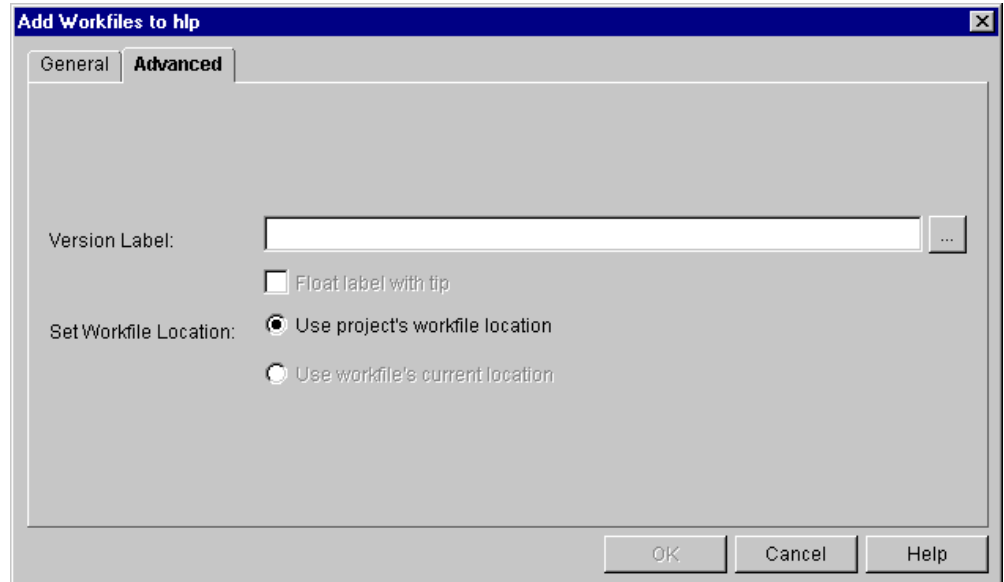 Add Workfiles to hlp
General Advanced
Version Label: ...
Float label with tip
Set Workfile Location: Use project's workfile location
Use workfile's current location
OK Cancel Help